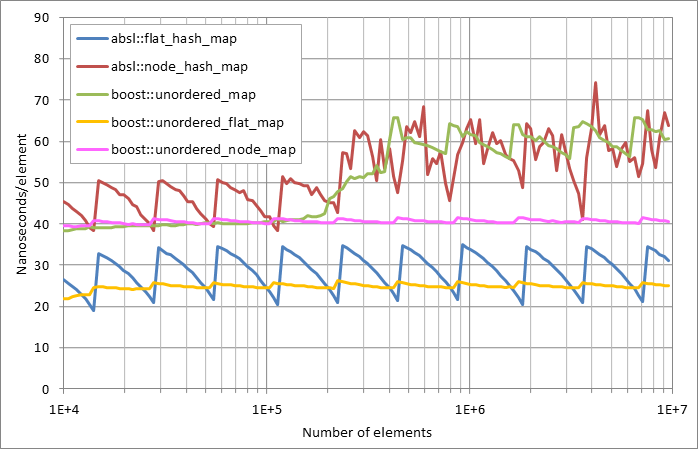 90
80
70
60
50
40
30
20
10
0
Nanoseconds/element
absl::flat_hash_map
absl::node_hash_map
boost::unordered_map
boost::unordered_flat_map
boost::unordered_node_map
1E+4 1E+5 1E+6 1E+7
Number of elements